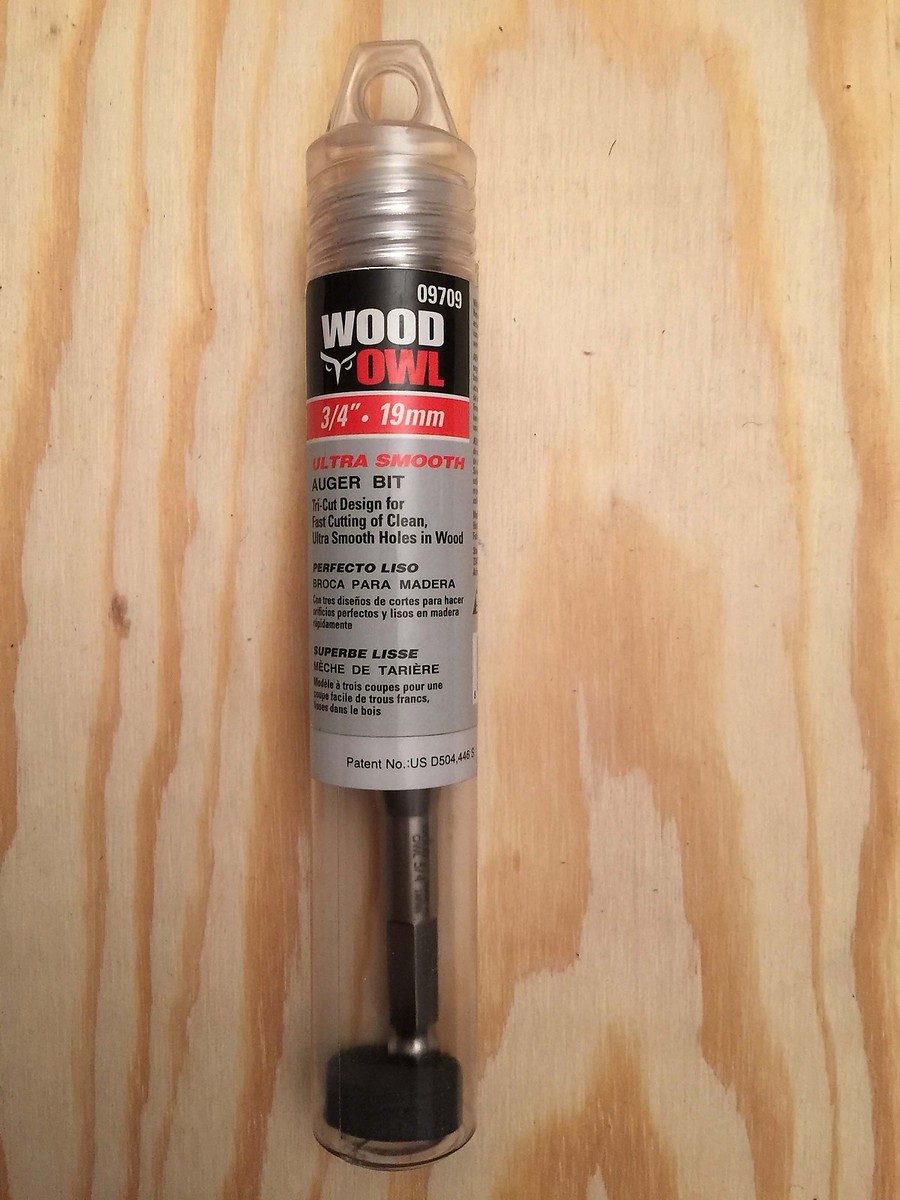 09709
WOOD
OWL
3/4"• 19mm
ULTRA SMOOTH
AUGER BIT
Tri-Cut Design for
Fast Cutting of Clean,
Ultra Smooth Holes in Wood
PERFECTO LISO
BROCA PARA MADERA
Con tres diseños de cortes para hacer
orificios perfectos y lisos en madera
rápidamente
SUPERBE LISSE
MÈCHE DE TARIÈRE
Modèle à trois coupes pour une
coupe facile de trous francs,
lisses dans le bois
Patent No.:US D504,446 S
3/4"